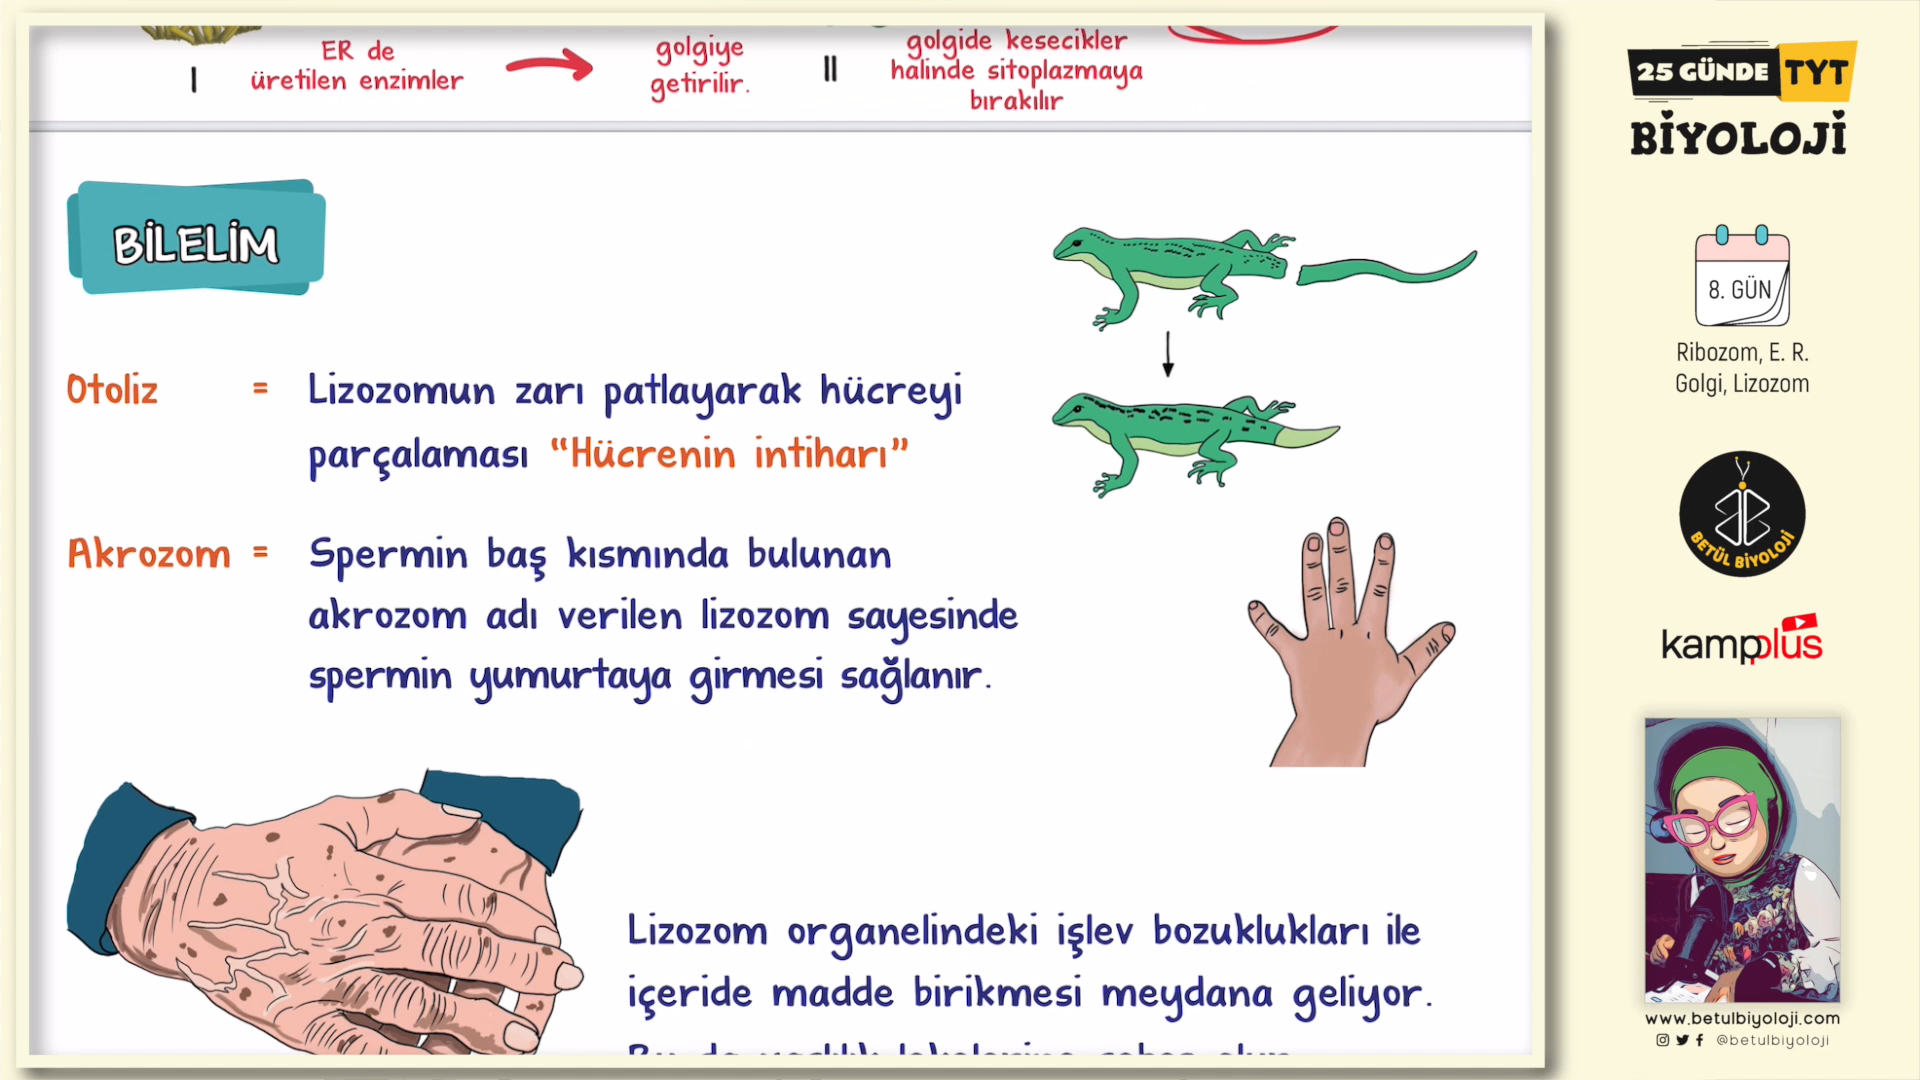 ER de
üretilen enzimler
I
golgiye
getirilir.
II
golgide kesecikler
halinde sitoplazmaya
bırakılır
BİLELİM
Otoliz = Lizozomun zarı patlayarak hücreyi
parçalaması “Hücrenin intiharı”
Akrozom = Spermin baş kısmında bulunan
akrozom adı verilen lizozom sayesinde
spermin yumurtaya girmesi sağlanır.
Lizozom organelindeki işlev bozuklukları ile
içeride madde birikmesi meydana geliyor.
25 GÜNDE TYT
BİYOLOJİ
8. GÜN
Ribozom, E. R.
Golgi, Lizozom
BETÜL BİYOLOJİ
kampplus
www.betulbiyoloji.com
@betulbiyoloji